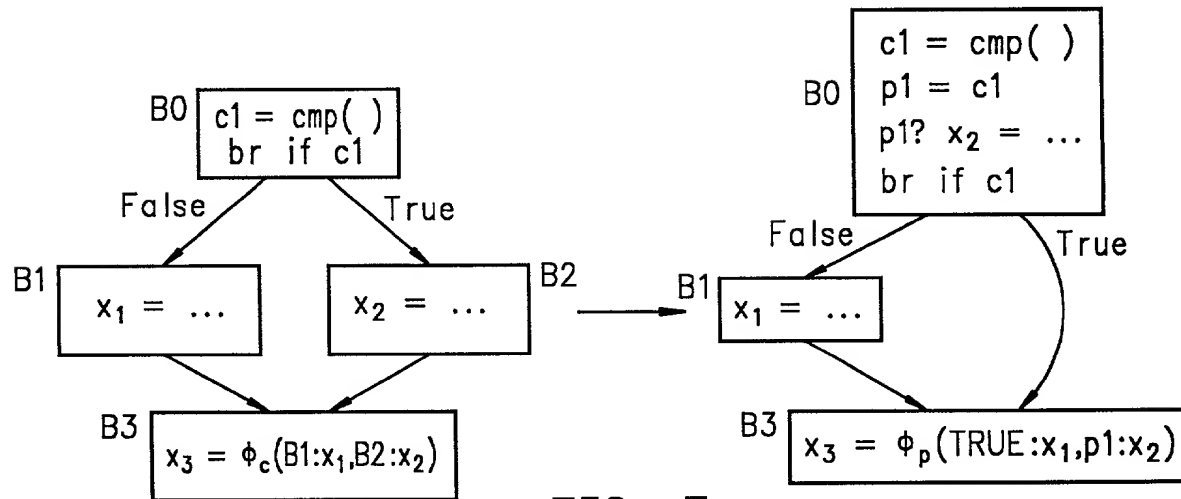 B0
c1 = cmp( )
br if c1
False
True
B1
x₁ = ...
x₂ = ...
B2
B3
x₃ = ϕc(B1:x₁,B2:x₂)
B0
c1 = cmp( )
p1 = c1
p1? x₂ = ...
br if c1
False
True
B1
x₁ = ...
B3
x₃ = ϕp(TRUE:x₁,p1:x₂)